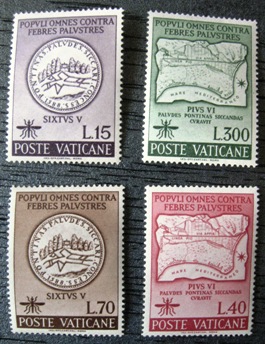 POPVLI OMNES CONTRA
FEBRES PALVSTRES
SIXTVS V
L.15
POSTE VATICANE
POPVLI OMNES CONTRA
FEBRES PALVSTRES
PIVS VI
PALVDES PONTINAS SICCANDAS
CVRAVIT
L.300
POSTE VATICANE
POPVLI OMNES CONTRA
FEBRES PALVSTRES
SIXTVS V
L.70
POSTE VATICANE
POPVLI OMNES CONTRA
FEBRES PALVSTRES
MARE MEDITERRANEVM
PIVS VI
PALVDES PONTINAS SICCANDAS
CVRAVIT
L.40
POSTE VATICANE